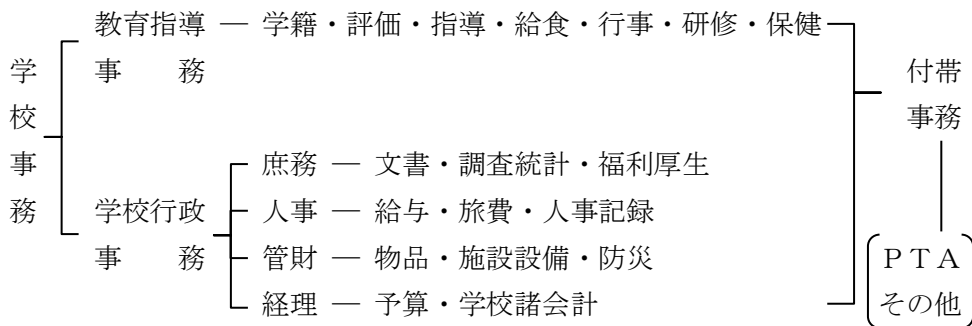 学校事務
教育指導事務 ― 学籍・評価・指導・給食・行事・研修・保健
学校行政事務
庶務 ― 文書・調査統計・福利厚生
人事 ― 給与・旅費・人事記録
管財 ― 物品・施設設備・防災
経理 ― 予算・学校諸会計
付帯
事務
ＰＴＡ
その他